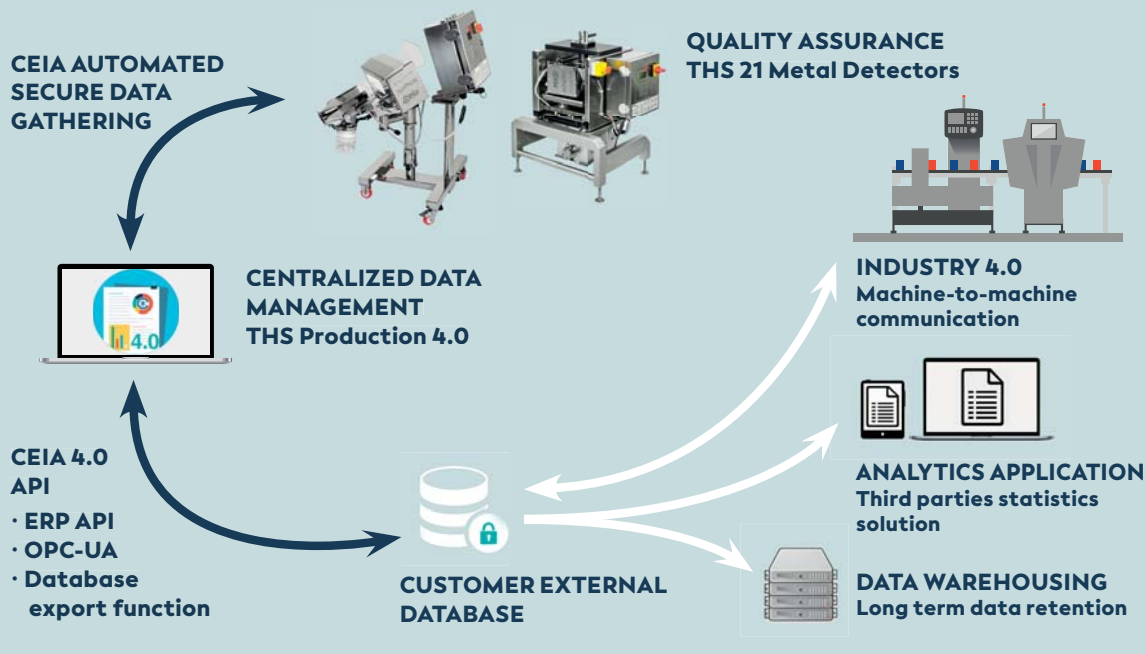 CEIA AUTOMATED
SECURE DATA
GATHERING
QUALITY ASSURANCE
THS 21 Metal Detectors
4.0
CENTRALIZED DATA
MANAGEMENT
THS Production 4.0
INDUSTRY 4.0
Machine-to-machine
communication
CEIA 4.0
API
· ERP API
· OPC-UA
· Database
export function
CUSTOMER EXTERNAL
DATABASE
ANALYTICS APPLICATION
Third parties statistics
solution
DATA WAREHOUSING
Long term data retention